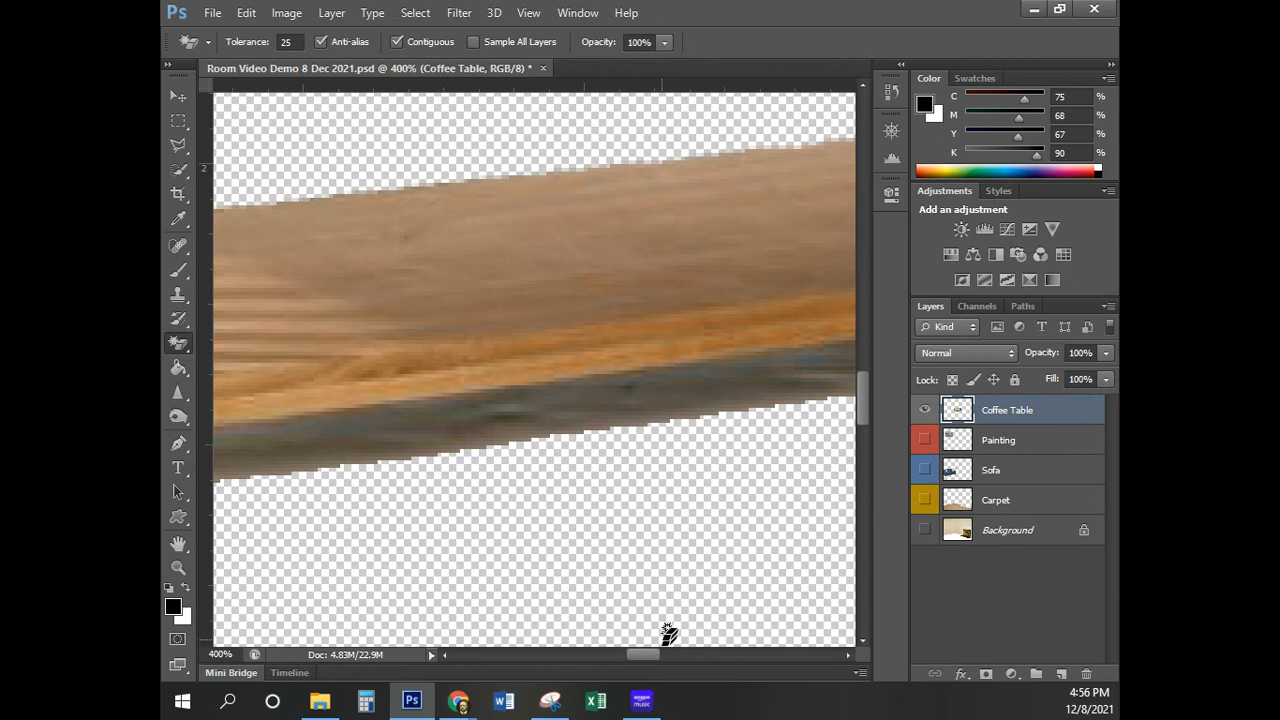 Ps File Edit Image Layer Type Select Filter 3D View Window Help
Tolerance: 25 Anti-alias Contiguous Sample All Layers Opacity: 100%
Room Video Demo 8 Dec 2021.psd @ 400% (Coffee Table, RGB/8) * ×
Color Swatches
C 75 %
M 68 %
Y 67 %
K 90 %
2
Adjustments Styles
Add an adjustment
Layers Channels Paths
Kind
Normal Opacity: 100%
Lock: Fill: 100%
Coffee Table
Painting
Sofa
Carpet
Background
400% Doc: 4.83M/22.9M
Mini Bridge Timeline
Ps W X amazon music
4:56 PM
12/8/2021